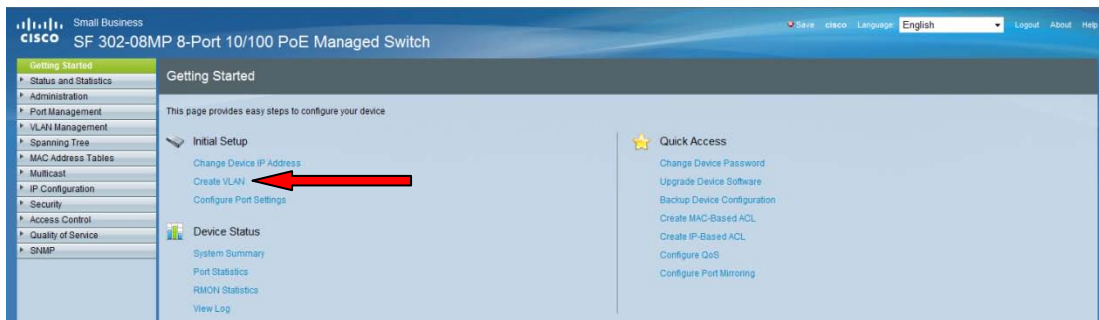 Small Business
CISCO SF 302-08MP 8-Port 10/100 PoE Managed Switch
Save cisco Language: English Logout About Help
Getting Started
Status and Statistics
Administration
Port Management
VLAN Management
Spanning Tree
MAC Address Tables
Multicast
IP Configuration
Security
Access Control
Quality of Service
SNMP
Getting Started
This page provides easy steps to configure your device
Initial Setup
Change Device IP Address
Create VLAN
Configure Port Settings
Device Status
System Summary
Port Statistics
RMON Statistics
View Log
Quick Access
Change Device Password
Upgrade Device Software
Backup Device Configuration
Create MAC-Based ACL
Create IP-Based ACL
Configure QoS
Configure Port Mirroring